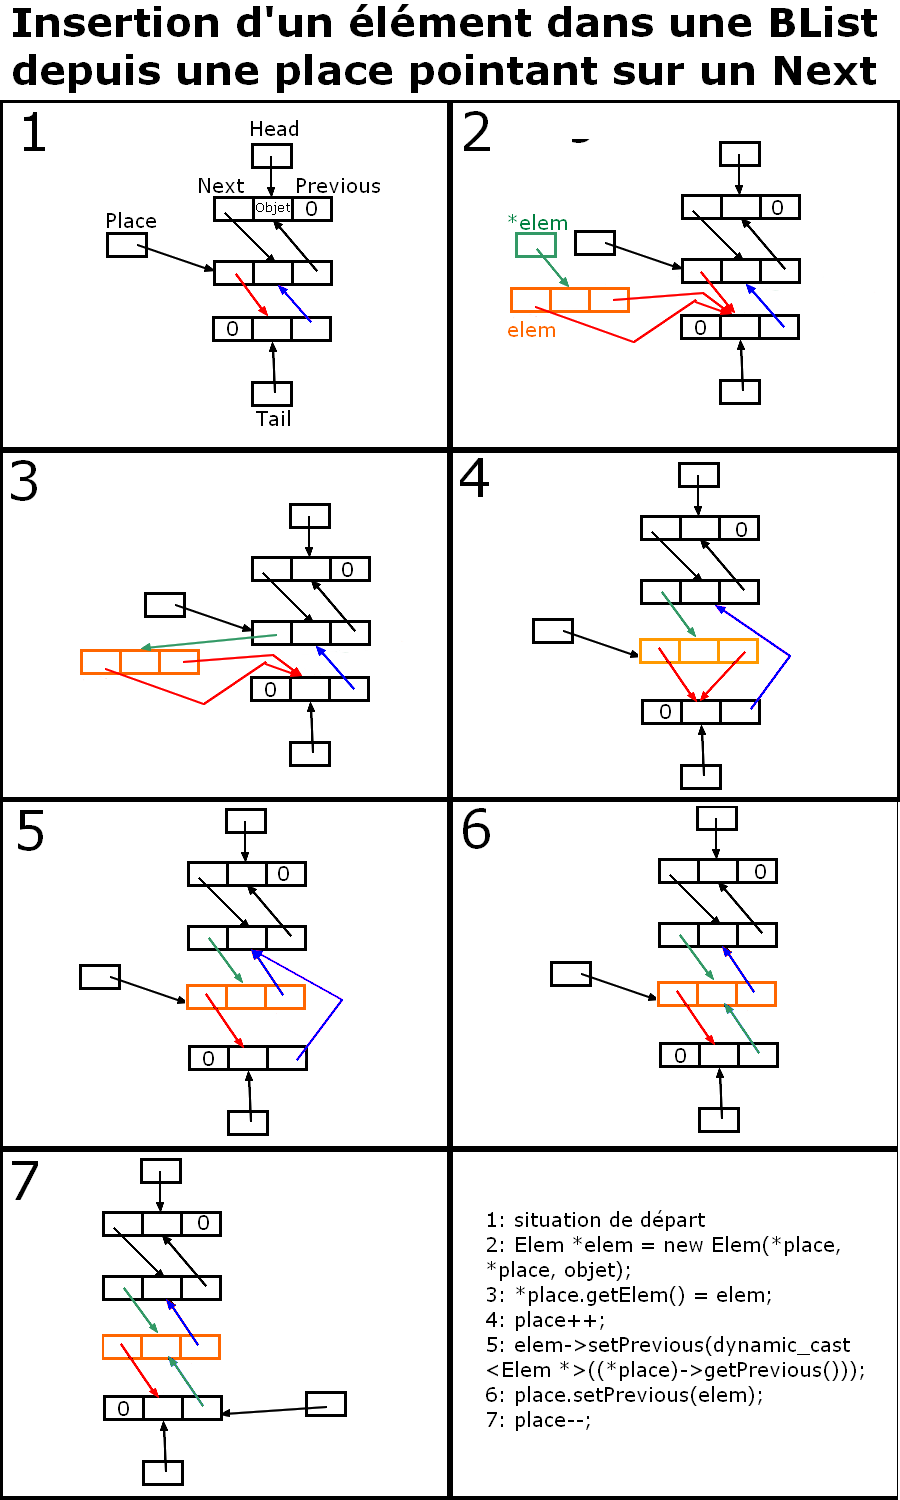 Insertion d'un élément dans une BList
depuis une place pointant sur un Next
1
Head
Next
Previous
Objet
0
Place
0
Tail
2
0
*elem
elem
0
3
0
0
4
0
0
5
0
0
6
0
0
7
0
0
1: situation de départ
2: Elem *elem = new Elem(*place,
*place, objet);
3: *place.getElem() = elem;
4: place++;
5: elem->setPrevious(dynamic_cast
<Elem *>((*place)->getPrevious()));
6: place.setPrevious(elem);
7: place--;